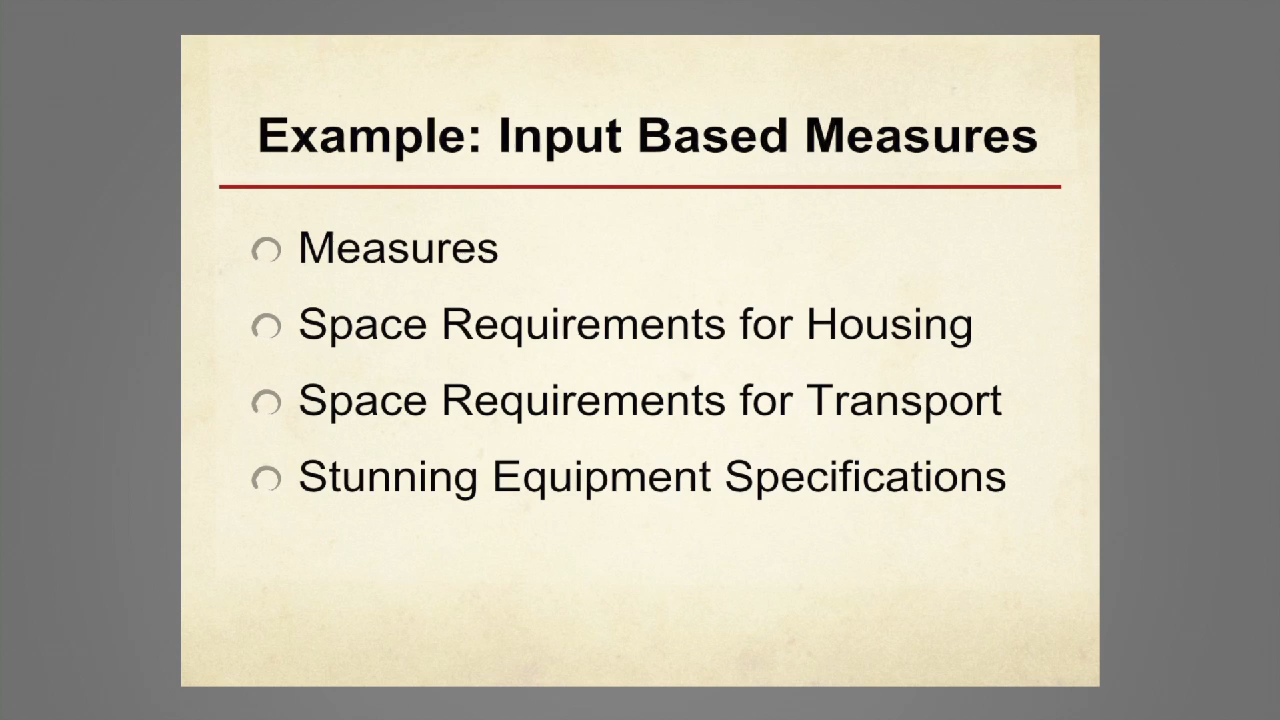 Example: Input Based Measures
Measures
Space Requirements for Housing
Space Requirements for Transport
Stunning Equipment Specifications